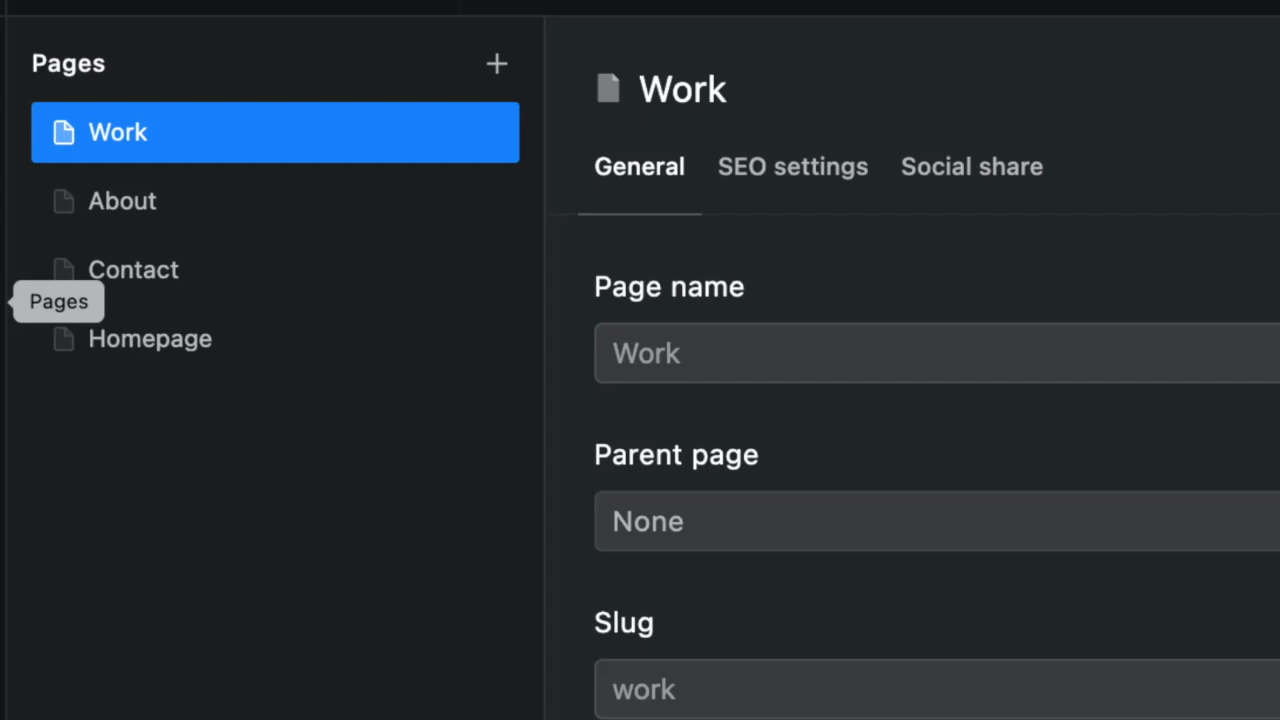 Pages
Work
About
Contact
Pages
Homepage
Work
General SEO settings Social share
Page name
Work
Parent page
None
Slug
work